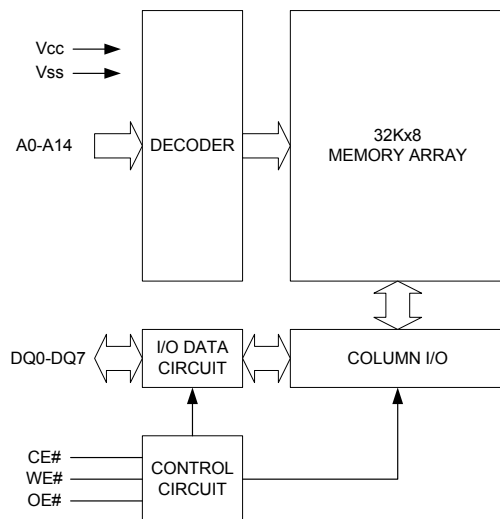 Vcc
Vss
A0-A14
DECODER
32Kx8
MEMORY ARRAY
DQ0-DQ7
I/O DATA
CIRCUIT
COLUMN I/O
CE#
WE#
OE#
CONTROL
CIRCUIT